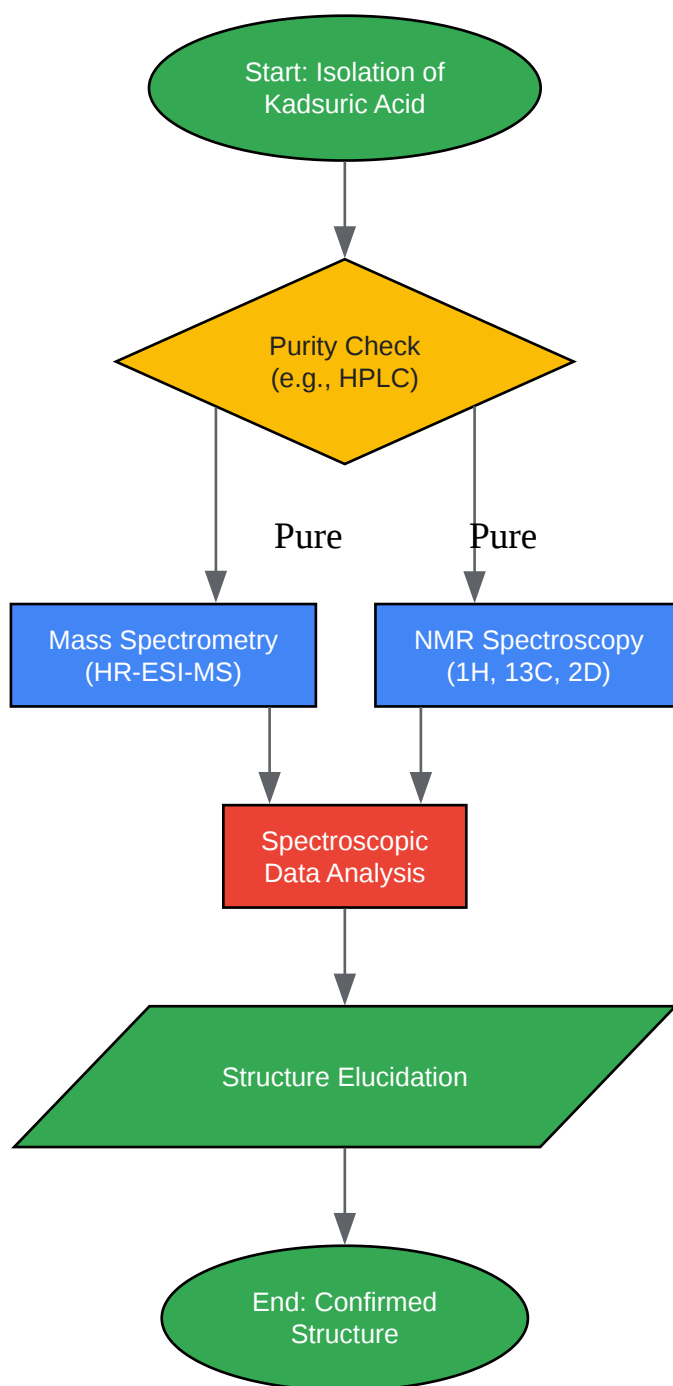 Start: Isolation of
Kadsuric Acid
Purity Check
(e.g., HPLC)
Pure
Pure
Mass Spectrometry
(HR-ESI-MS)
NMR Spectroscopy
(1H, 13C, 2D)
Spectroscopic
Data Analysis
Structure Elucidation
End: Confirmed
Structure